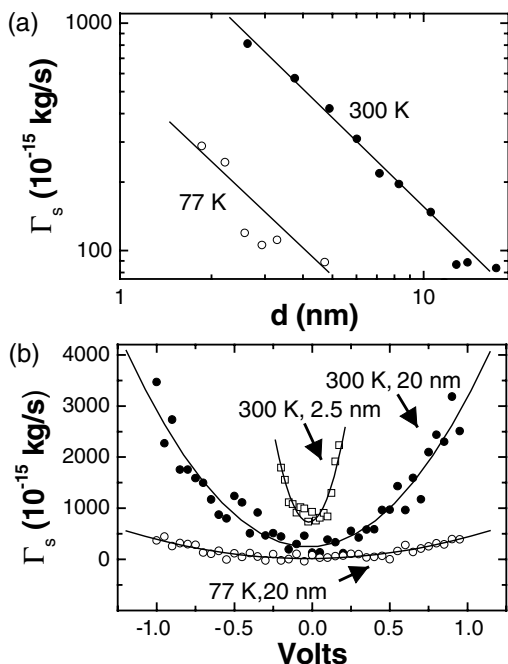 (a)
1000
100
Γs (10⁻¹⁵ kg/s)
300 K
77 K
1
10
d (nm)
(b)
4000
3000
2000
1000
0
Γs (10⁻¹⁵ kg/s)
300 K, 20 nm
300 K, 2.5 nm
77 K,20 nm
-1.0
-0.5
0.0
0.5
1.0
Volts